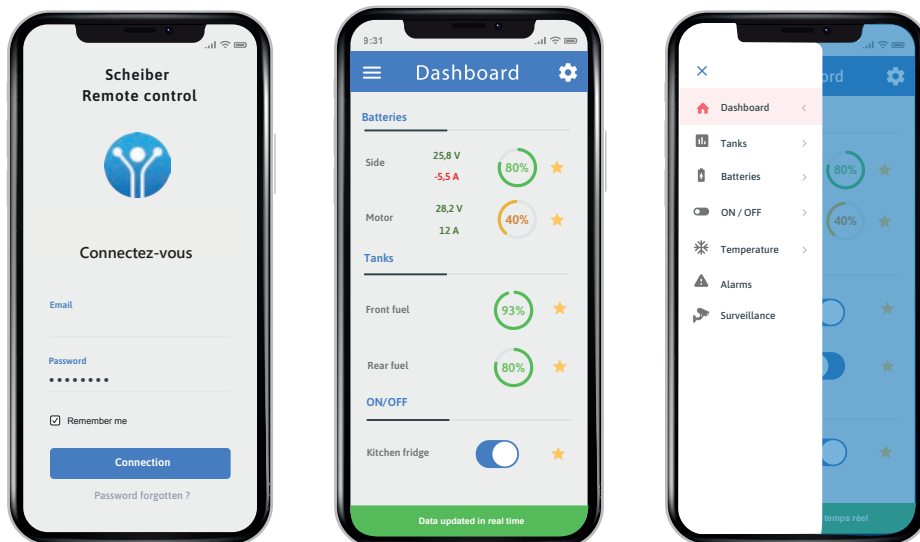 Scheiber
Remote control
Connectez-vous
Email
Password
••••••••
Remember me
Connection
Password forgotten ?
9:31
Dashboard
Batteries
Side
25,8 V
-5,5 A
80%
Motor
28,2 V
12 A
40%
Tanks
Front fuel
93%
Rear fuel
80%
ON/OFF
Kitchen fridge
Data updated in real time
Dashboard
Tanks
Batteries
ON / OFF
Temperature
Alarms
Surveillance
ord
80%
40%
temps réel